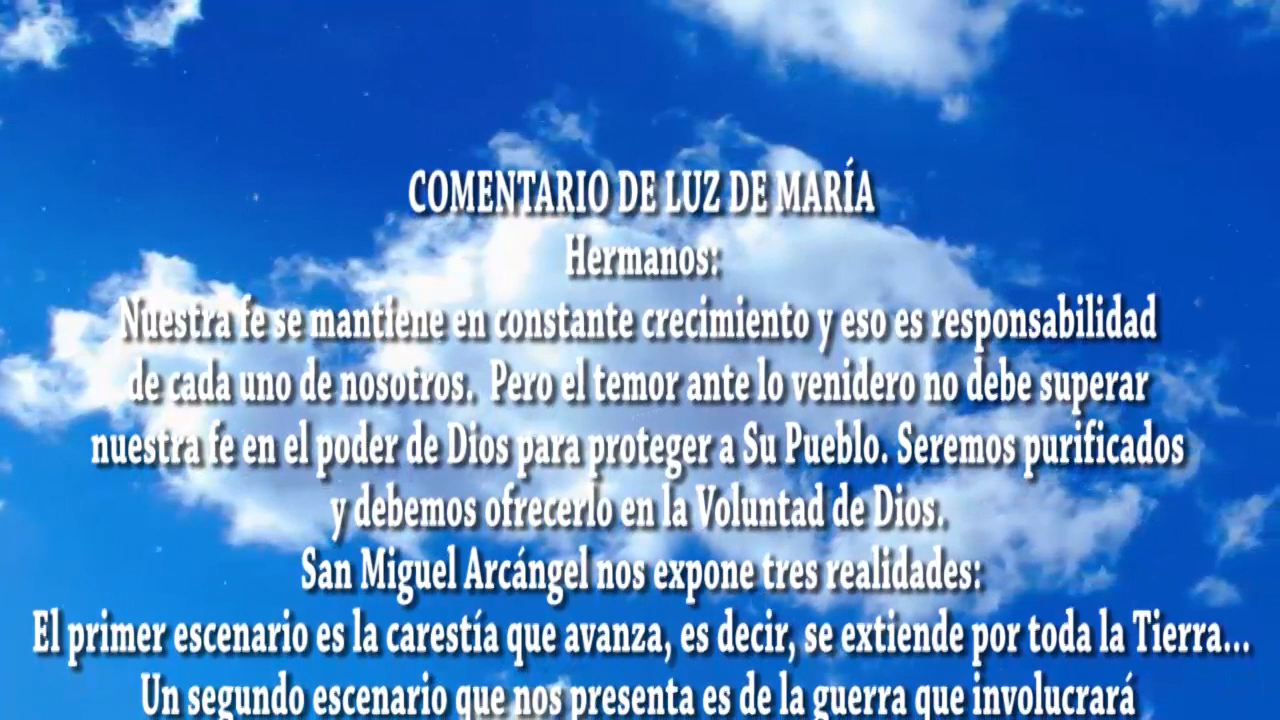 COMENTARIO DE LUZ DE MARÍA
Hermanos:
Nuestra fe se mantiene en constante crecimiento y eso es responsabilidad
de cada uno de nosotros. Pero el temor ante lo venidero no debe superar
nuestra fe en el poder de Dios para proteger a Su Pueblo. Seremos purificados
y debemos ofrecerlo en la Voluntad de Dios.
San Miguel Arcángel nos expone tres realidades:
El primer escenario es la carestía que avanza, es decir, se extiende por toda la Tierra...
Un segundo escenario que nos presenta es de la guerra que involucrará